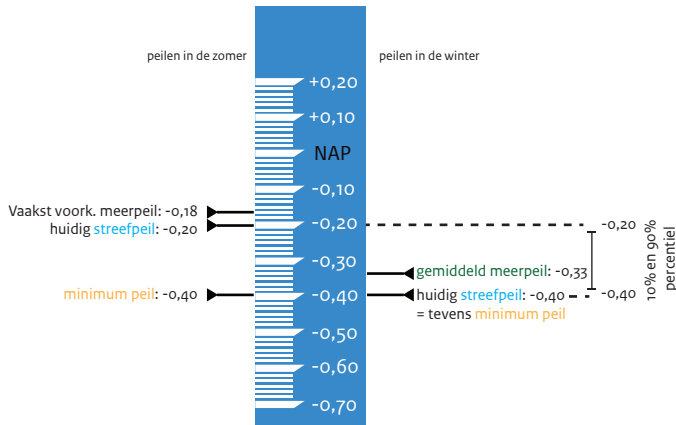 peilen in de zomer
peilen in de winter
+0,20
+0,10
NAP
-0,10
-0,20
-0,30
-0,40
-0,50
-0,60
-0,70
Vaakst voork. meerpeil: -0,18
huidig streefpeil: -0,20
minimum peil: -0,40
gemiddeld meerpeil: -0,33
huidig streefpeil: -0,40
= tevens minimum peil
-0,20
-0,40
10% en 90%
percentiel